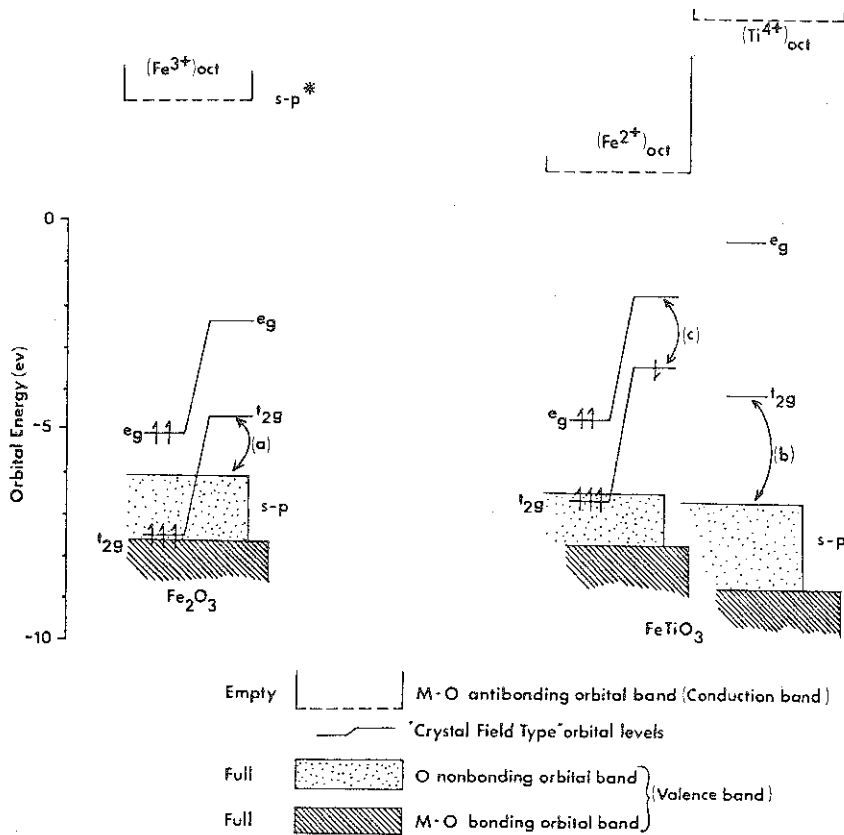 (Fe3+)oct
s-p*
(Ti4+)oct
(Fe2+)oct
Orbital Energy (ev)
0
-5
-10
eg
eg
t2g
(a)
s-p
t2g
Fe2O3
eg
t2g
(c)
eg
t2g
(b)
s-p
FeTiO3
Empty M-O antibonding orbital band (Conduction band)
"Crystal Field Type" orbital levels
Full O nonbonding orbital band
(Valence band)
Full M-O bonding orbital band